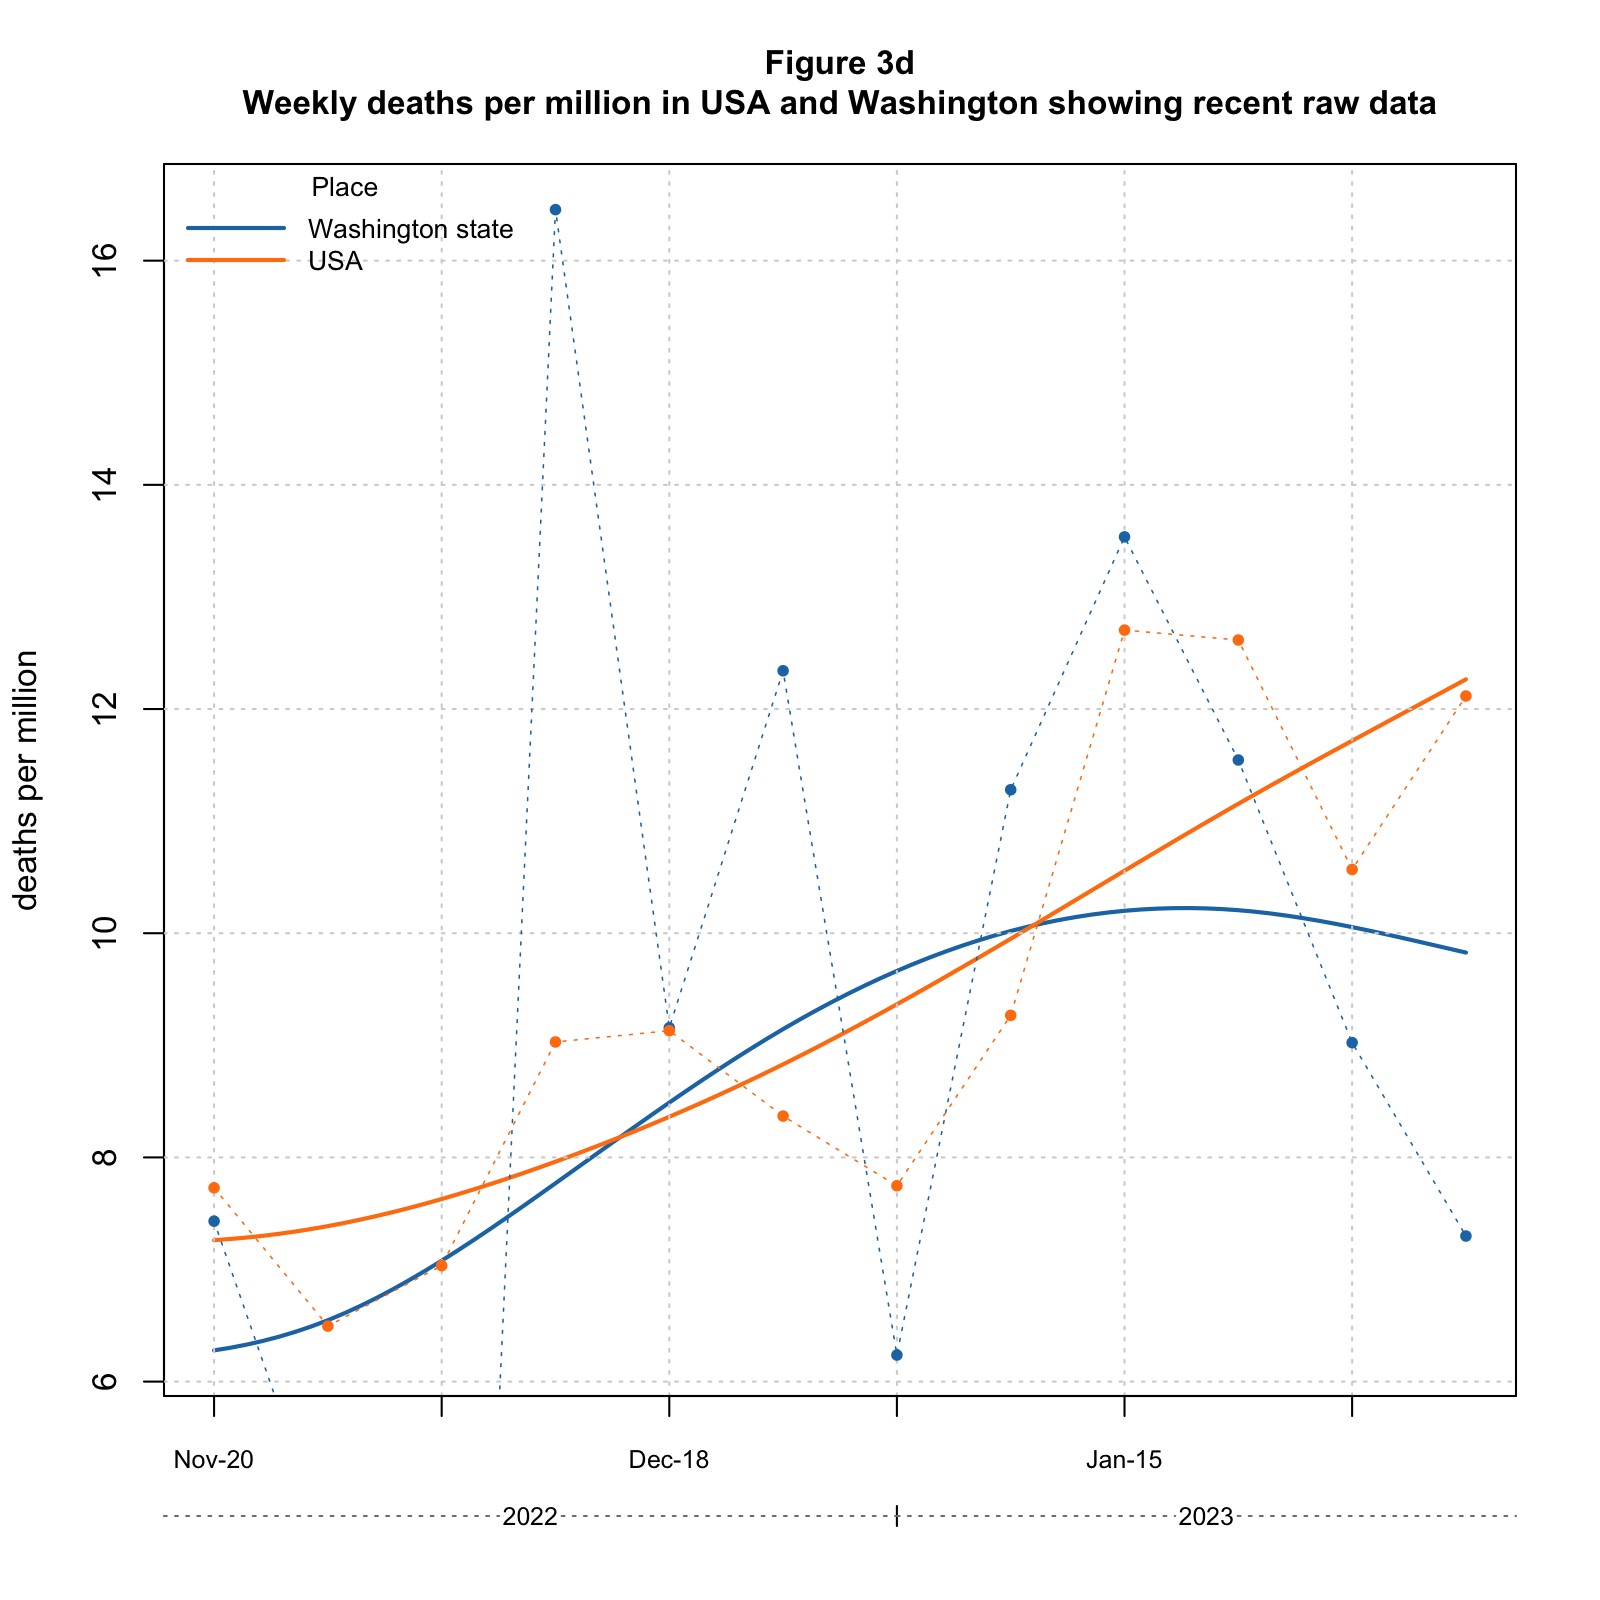 Figure 3d
Weekly deaths per million in USA and Washington showing recent raw data
Place
Washington state
USA
deaths per million
16
14
12
10
8
6
Nov-20 Dec-18 Jan-15
2022 2023